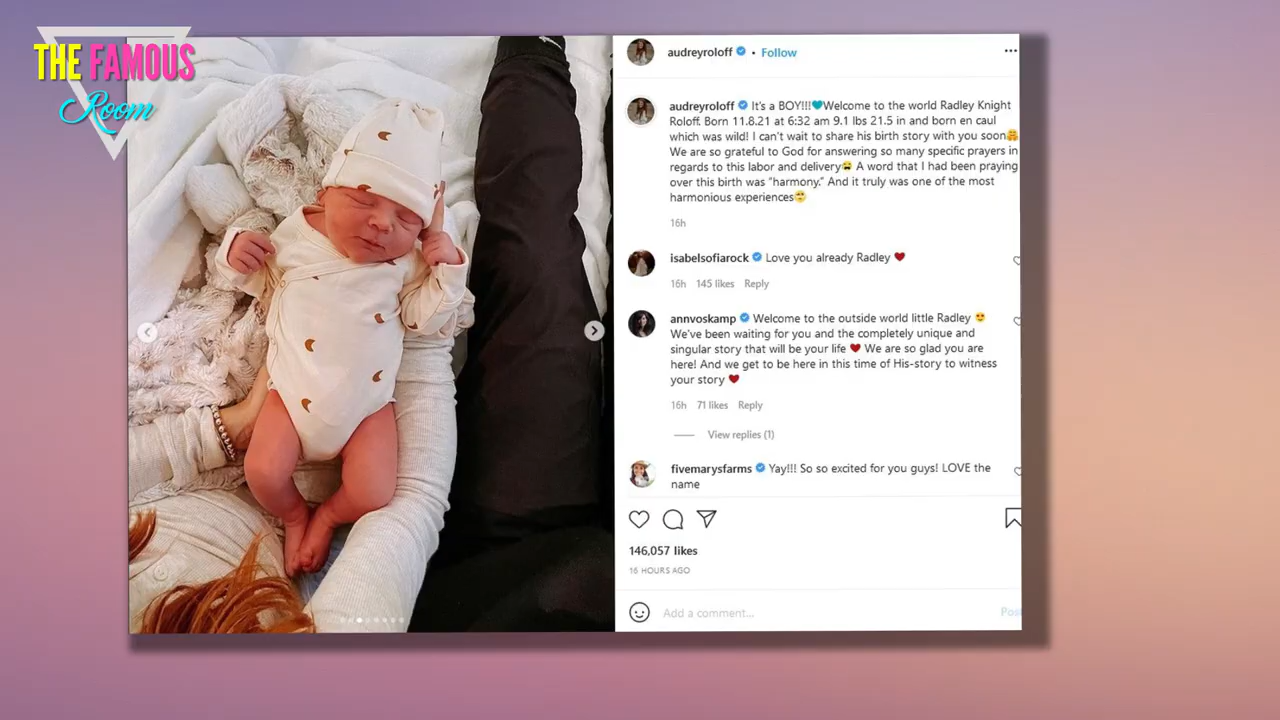 THE FAMOUS
Room
audreyroloff • Follow
audreyroloff It's a BOY!!!🩵Welcome to the world Radley Knight
Roloff. Born 11.8.21 at 6:32 am 9.1 lbs 21.5 in and born en caul
which was wild! I can't wait to share his birth story with you soon🤗
We are so grateful to God for answering so many specific prayers in
regards to this labor and delivery😭 A word that I had been praying
over this birth was "harmony." And it truly was one of the most
harmonious experiences
16h
isabelsofiarock Love you already Radley ❤️
16h 145 likes Reply
annvoskamp Welcome to the outside world little Radley 😍
We've been waiting for you and the completely unique and
singular story that will be your life ❤️ We are so glad you are
here! And we get to be here in this time of His-story to witness
your story ❤️
16h 71 likes Reply
View replies (1)
fivemarysfarms Yay!!! So so excited for you guys! LOVE the
name
146,057 likes
16 HOURS AGO
Add a comment...
Pos